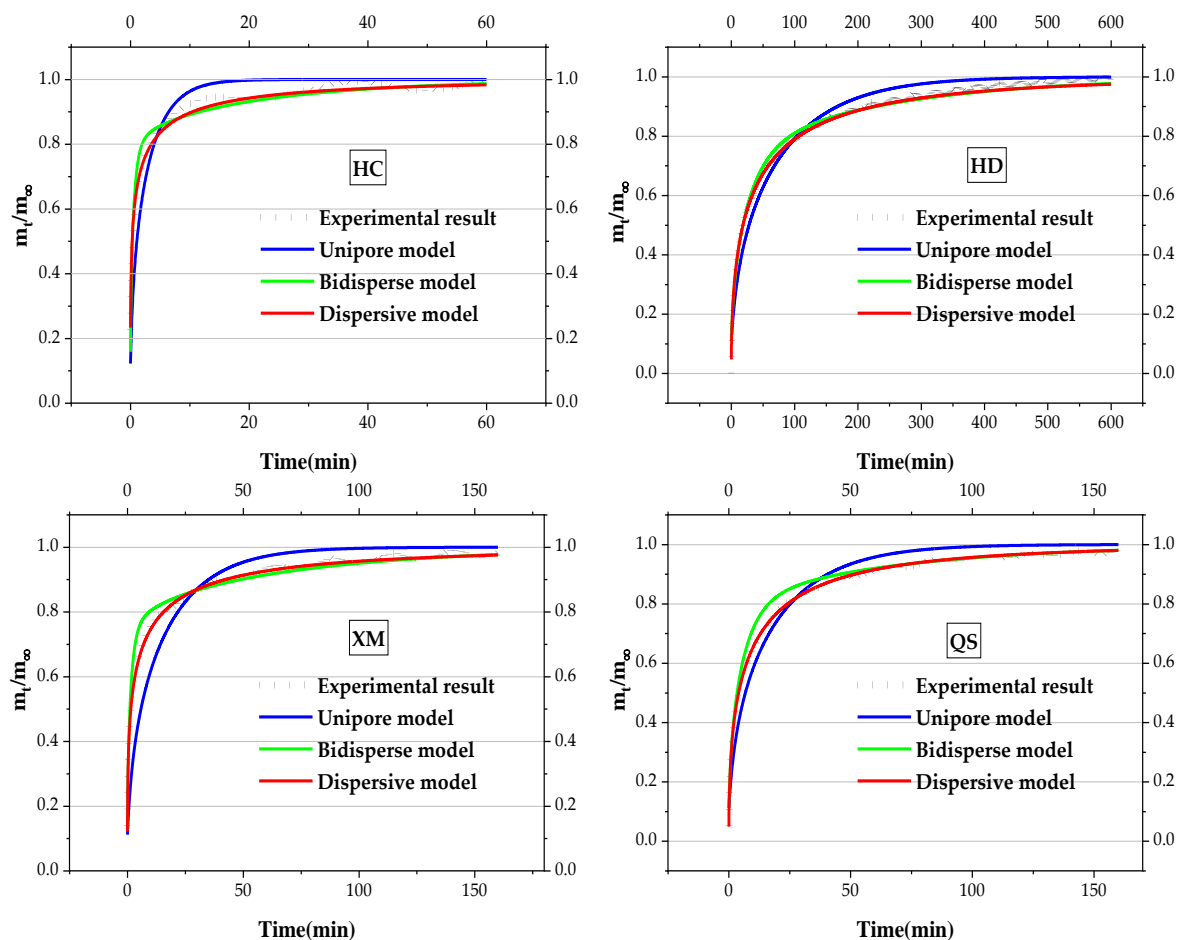 0 20 40 60
m_t/m_∞
1.0 1.0
0.8 0.8
HC
0.6 0.6
Experimental result
Unipore model
0.4 0.4
Bidisperse model
Dispersive model
0.2 0.2
0.0 0.0
0 20 40 60
Time(min)
0 100 200 300 400 500 600
m_t/m_∞
1.0 1.0
0.8 0.8
HD
0.6 0.6
Experimental result
Unipore model
0.4 0.4
Bidisperse model
Dispersive model
0.2 0.2
0.0 0.0
0 100 200 300 400 500 600
Time(min)
0 50 100 150
m_t/m_∞
1.0 1.0
0.8 0.8
XM
0.6 0.6
Experimental result
Unipore model
0.4 0.4
Bidisperse model
Dispersive model
0.2 0.2
0.0 0.0
0 50 100 150
Time(min)
0 50 100 150
m_t/m_∞
1.0 1.0
0.8 0.8
QS
0.6 0.6
Experimental result
Unipore model
0.4 0.4
Bidisperse model
Dispersive model
0.2 0.2
0.0 0.0
0 50 100 150
Time(min)